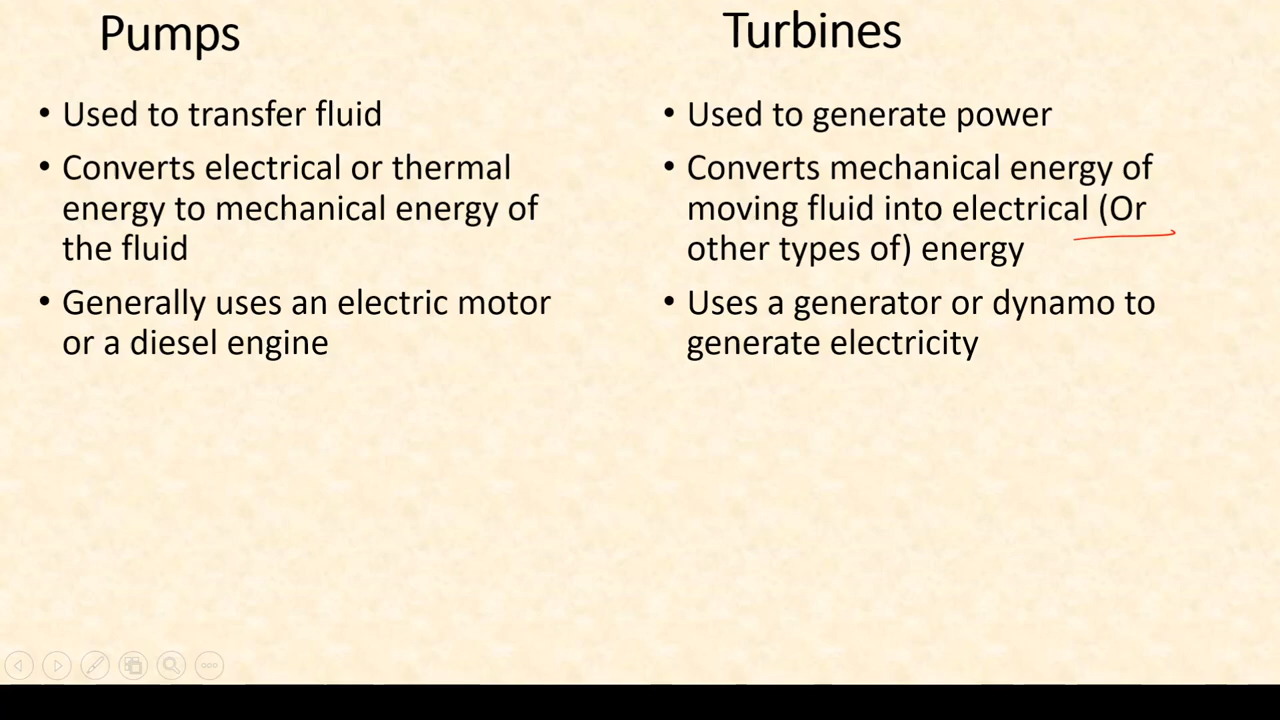 Pumps
• Used to transfer fluid
• Converts electrical or thermal
energy to mechanical energy of
the fluid
• Generally uses an electric motor
or a diesel engine
Turbines
• Used to generate power
• Converts mechanical energy of
moving fluid into electrical (Or
other types of) energy
• Uses a generator or dynamo to
generate electricity